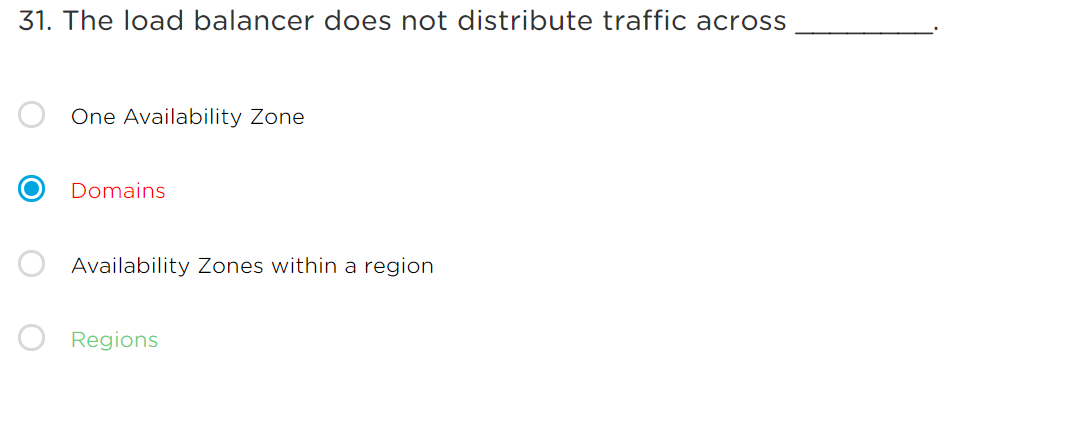 31. The load balancer does not distribute traffic across _________.
One Availability Zone
Domains
Availability Zones within a region
Regions